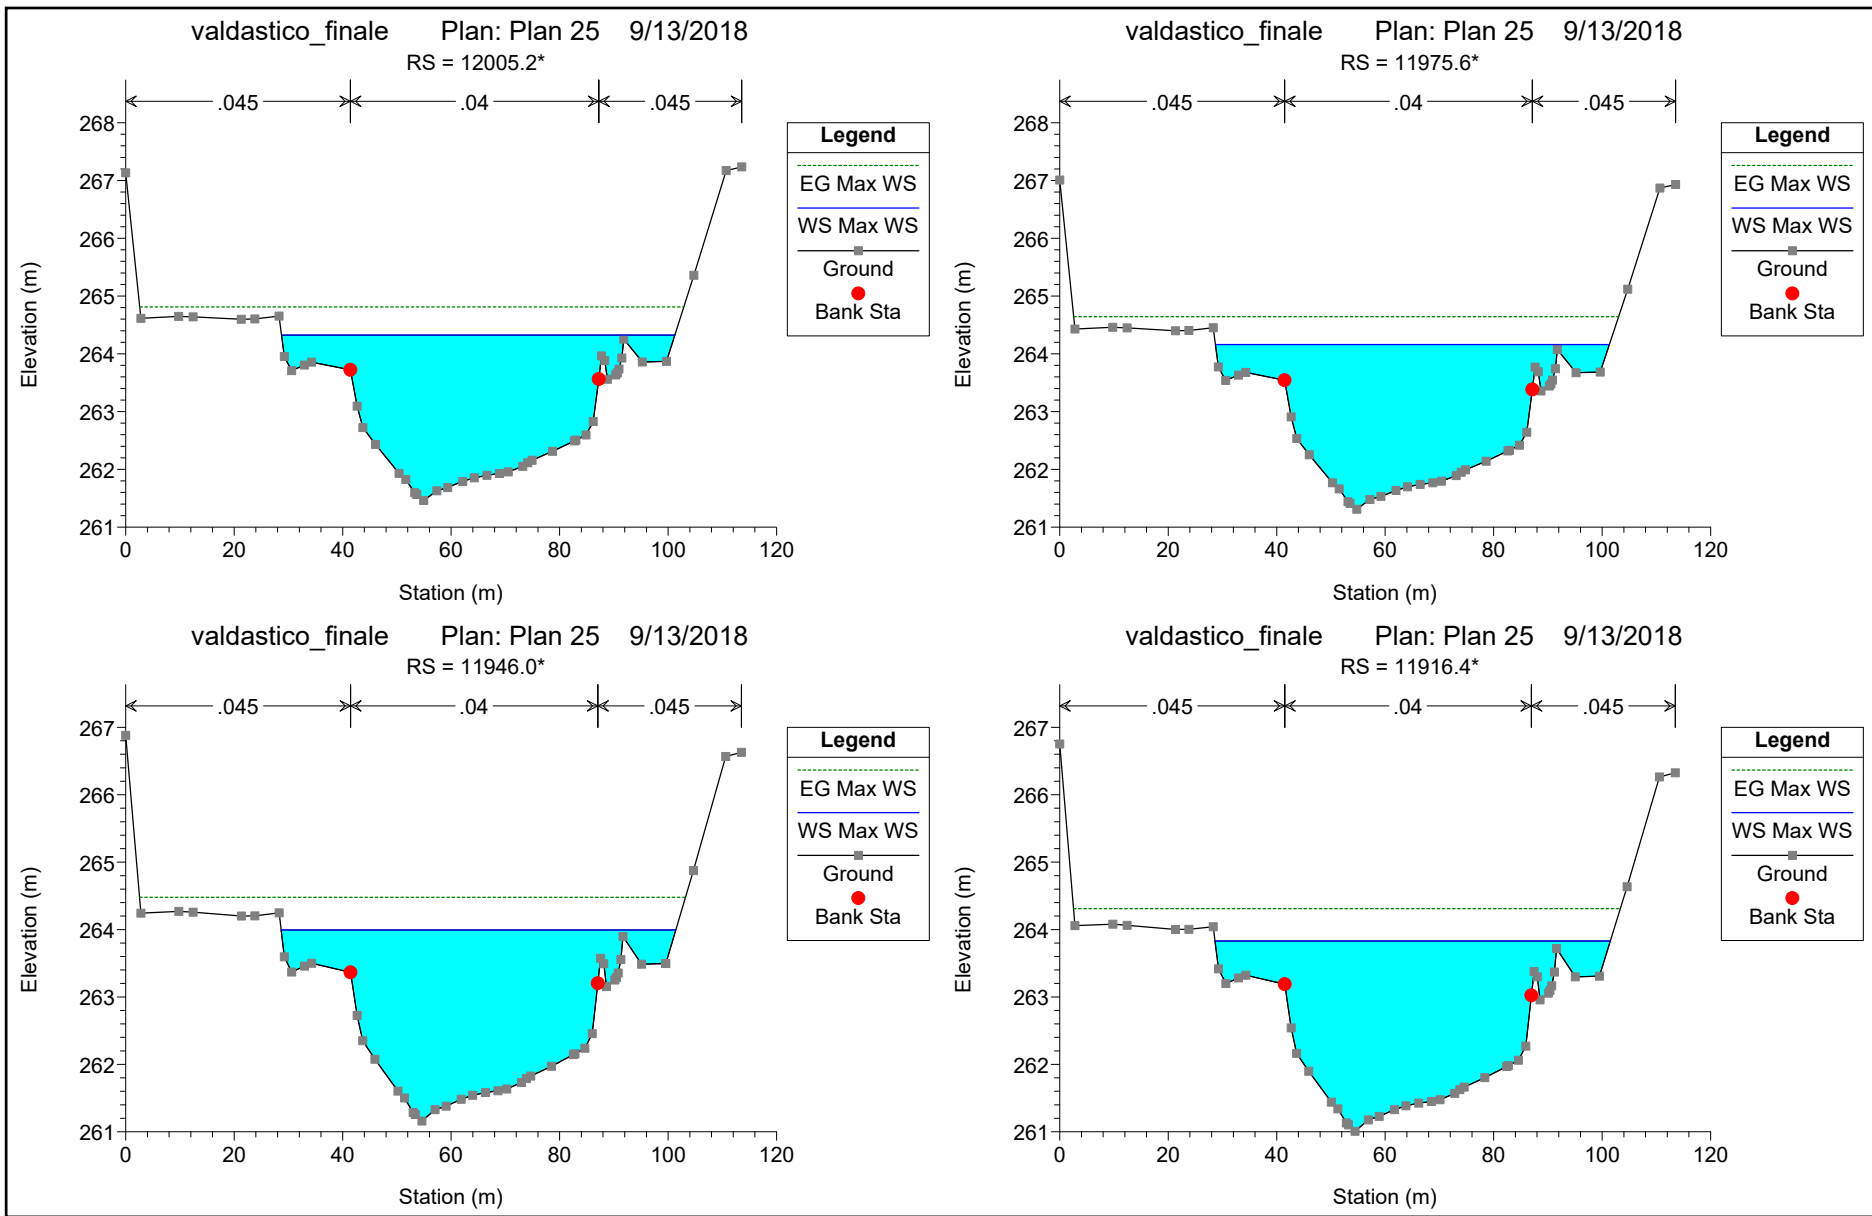 valdastico_finale Plan: Plan 25 9/13/2018
RS = 12005.2*
.045 .04 .045
268
267
266
265
264
263
262
261
Elevation (m)
0 20 40 60 80 100 120
Station (m)
Legend
EG Max WS
WS Max WS
Ground
Bank Sta
valdastico_finale Plan: Plan 25 9/13/2018
RS = 11975.6*
.045 .04 .045
268
267
266
265
264
263
262
261
Elevation (m)
0 20 40 60 80 100 120
Station (m)
Legend
EG Max WS
WS Max WS
Ground
Bank Sta
valdastico_finale Plan: Plan 25 9/13/2018
RS = 11946.0*
.045 .04 .045
267
266
265
264
263
262
261
Elevation (m)
0 20 40 60 80 100 120
Station (m)
Legend
EG Max WS
WS Max WS
Ground
Bank Sta
valdastico_finale Plan: Plan 25 9/13/2018
RS = 11916.4*
.045 .04 .045
267
266
265
264
263
262
261
Elevation (m)
0 20 40 60 80 100 120
Station (m)
Legend
EG Max WS
WS Max WS
Ground
Bank Sta